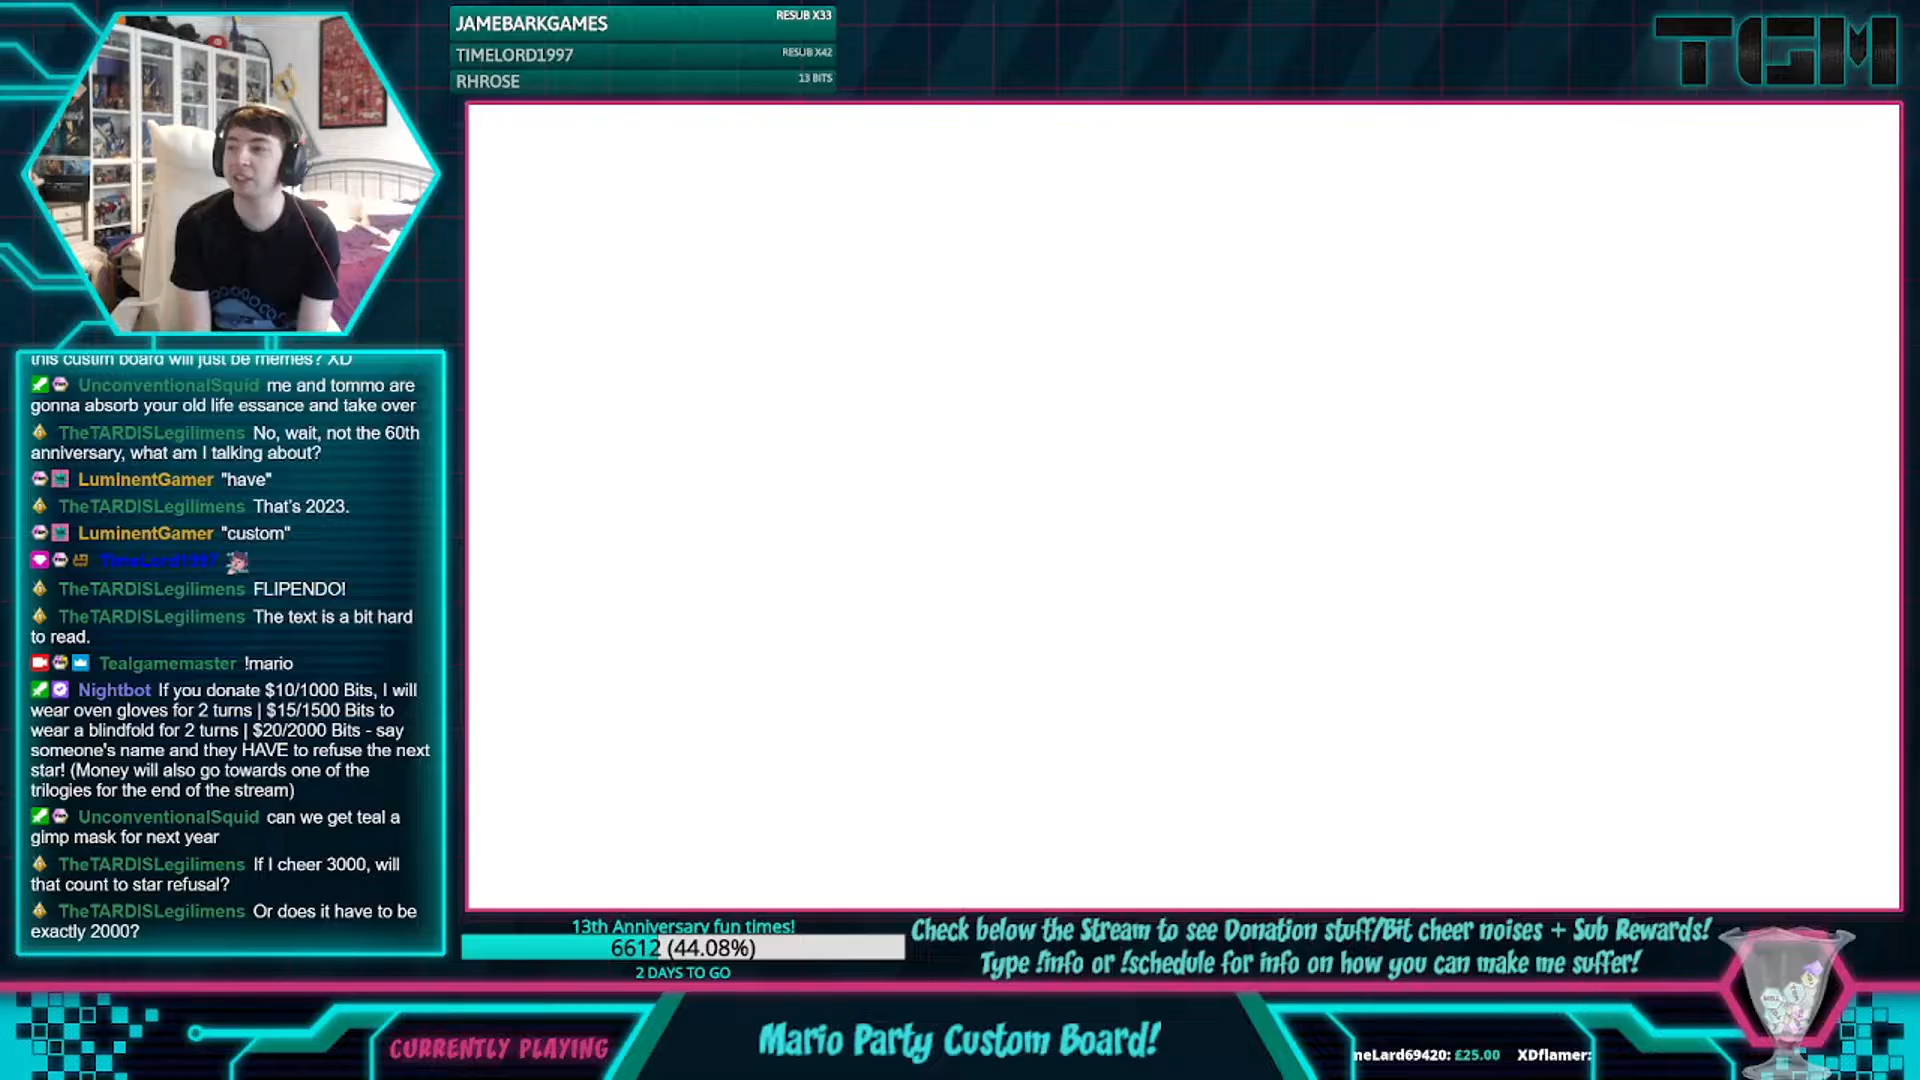 JAMEBARKGAMES RESUB X33
TIMELORD1997 RESUB X42
RHROSE 13 BITS
TGM
this custim board will just be memes? XD
UnconventionalSquid me and tommo are
gonna absorb your old life essance and take over
TheTARDISLegilimens No, wait, not the 60th
anniversary, what am I talking about?
LuminentGamer "have"
TheTARDISLegilimens That's 2023.
LuminentGamer "custom"
TimeLord1997
TheTARDISLegilimens FLIPENDO!
TheTARDISLegilimens The text is a bit hard
to read.
Tealgamemaster !mario
Nightbot If you donate $10/1000 Bits, I will
wear oven gloves for 2 turns | $15/1500 Bits to
wear a blindfold for 2 turns | $20/2000 Bits - say
someone's name and they HAVE to refuse the next
star! (Money will also go towards one of the
trilogies for the end of the stream)
UnconventionalSquid can we get teal a
gimp mask for next year
TheTARDISLegilimens If I cheer 3000, will
that count to star refusal?
TheTARDISLegilimens Or does it have to be
exactly 2000?
13th Anniversary fun times!
6612 (44.08%)
2 DAYS TO GO
Check below the Stream to see Donation stuff/Bit cheer noises + Sub Rewards!
Type !info or !schedule for info on how you can make me suffer!
CURRENTLY PLAYING
Mario Party Custom Board!
neLard69420: £25.00 XDflamer: